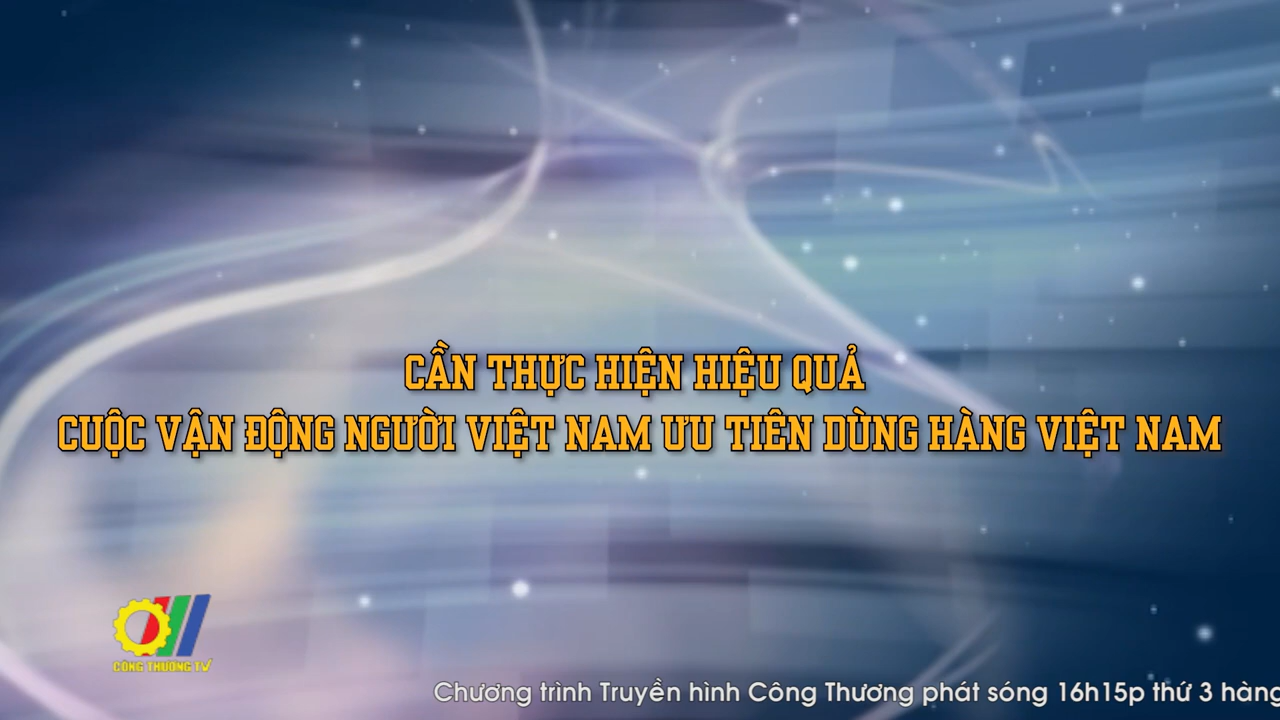 CẦN THỰC HIỆN HIỆU QUẢ
CUỘC VẬN ĐỘNG NGƯỜI VIỆT NAM ƯU TIÊN DÙNG HÀNG VIỆT NAM
CÔNG THƯƠNG TV
Chương trình Truyền hình Công Thương phát sóng 16h15p thứ 3 hàng